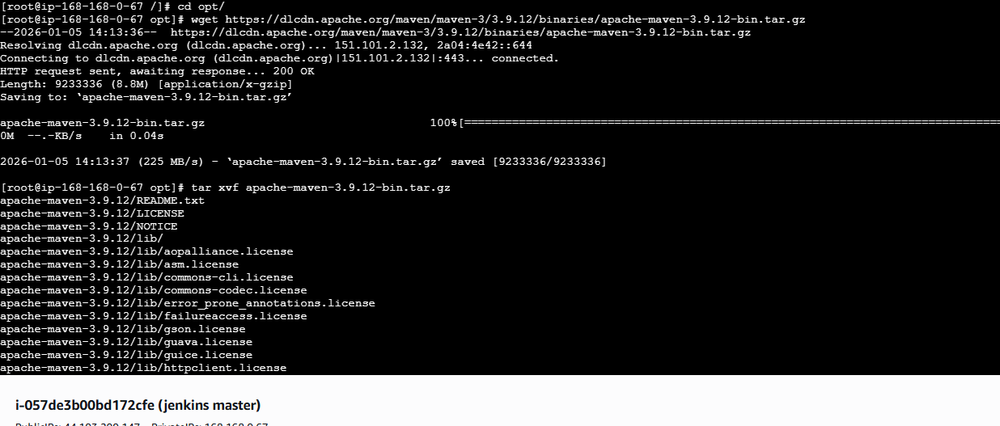 [root@ip-168-168-0-67 /]# cd opt/
[root@ip-168-168-0-67 opt]# wget https://dlcdn.apache.org/maven/maven-3/3.9.12/binaries/apache-maven-3.9.12-bin.tar.gz
--2026-01-05 14:13:36--  https://dlcdn.apache.org/maven/maven-3/3.9.12/binaries/apache-maven-3.9.12-bin.tar.gz
Resolving dlcdn.apache.org (dlcdn.apache.org)... 151.101.2.132, 2a04:4e42::644
Connecting to dlcdn.apache.org (dlcdn.apache.org)|151.101.2.132|:443... connected.
HTTP request sent, awaiting response... 200 OK
Length: 9233336 (8.8M) [application/x-gzip]
Saving to: ‘apache-maven-3.9.12-bin.tar.gz’
apache-maven-3.9.12-bin.tar.gz 100%[==============================================================================
0M  --.-KB/s    in 0.04s
2026-01-05 14:13:37 (225 MB/s) - ‘apache-maven-3.9.12-bin.tar.gz’ saved [9233336/9233336]
[root@ip-168-168-0-67 opt]# tar xvf apache-maven-3.9.12-bin.tar.gz
apache-maven-3.9.12/README.txt
apache-maven-3.9.12/LICENSE
apache-maven-3.9.12/NOTICE
apache-maven-3.9.12/lib/
apache-maven-3.9.12/lib/aopalliance.license
apache-maven-3.9.12/lib/asm.license
apache-maven-3.9.12/lib/commons-cli.license
apache-maven-3.9.12/lib/commons-codec.license
apache-maven-3.9.12/lib/error_prone_annotations.license
apache-maven-3.9.12/lib/failureaccess.license
apache-maven-3.9.12/lib/gson.license
apache-maven-3.9.12/lib/guava.license
apache-maven-3.9.12/lib/guice.license
apache-maven-3.9.12/lib/httpclient.license
i-057de3b00bd172cfe (jenkins master)